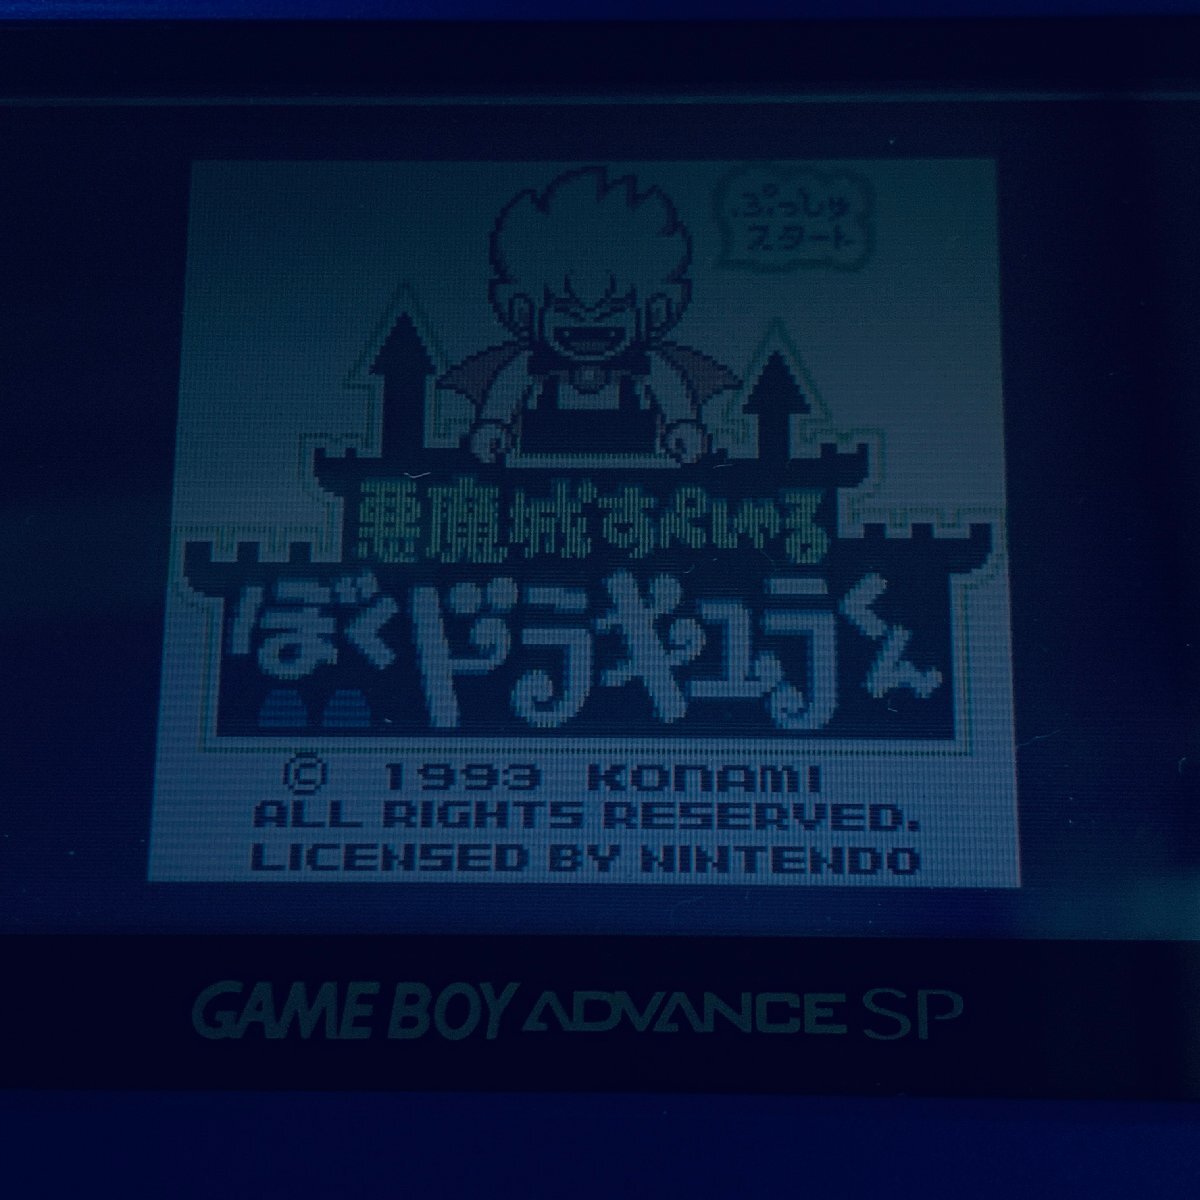 ぷっしゅ
スタート
悪魔城すぺしゃる
ぼくドラキュラくん
© 1993 KONAMI
ALL RIGHTS RESERVED.
LICENSED BY NINTENDO
GAME BOY ADVANCE SP